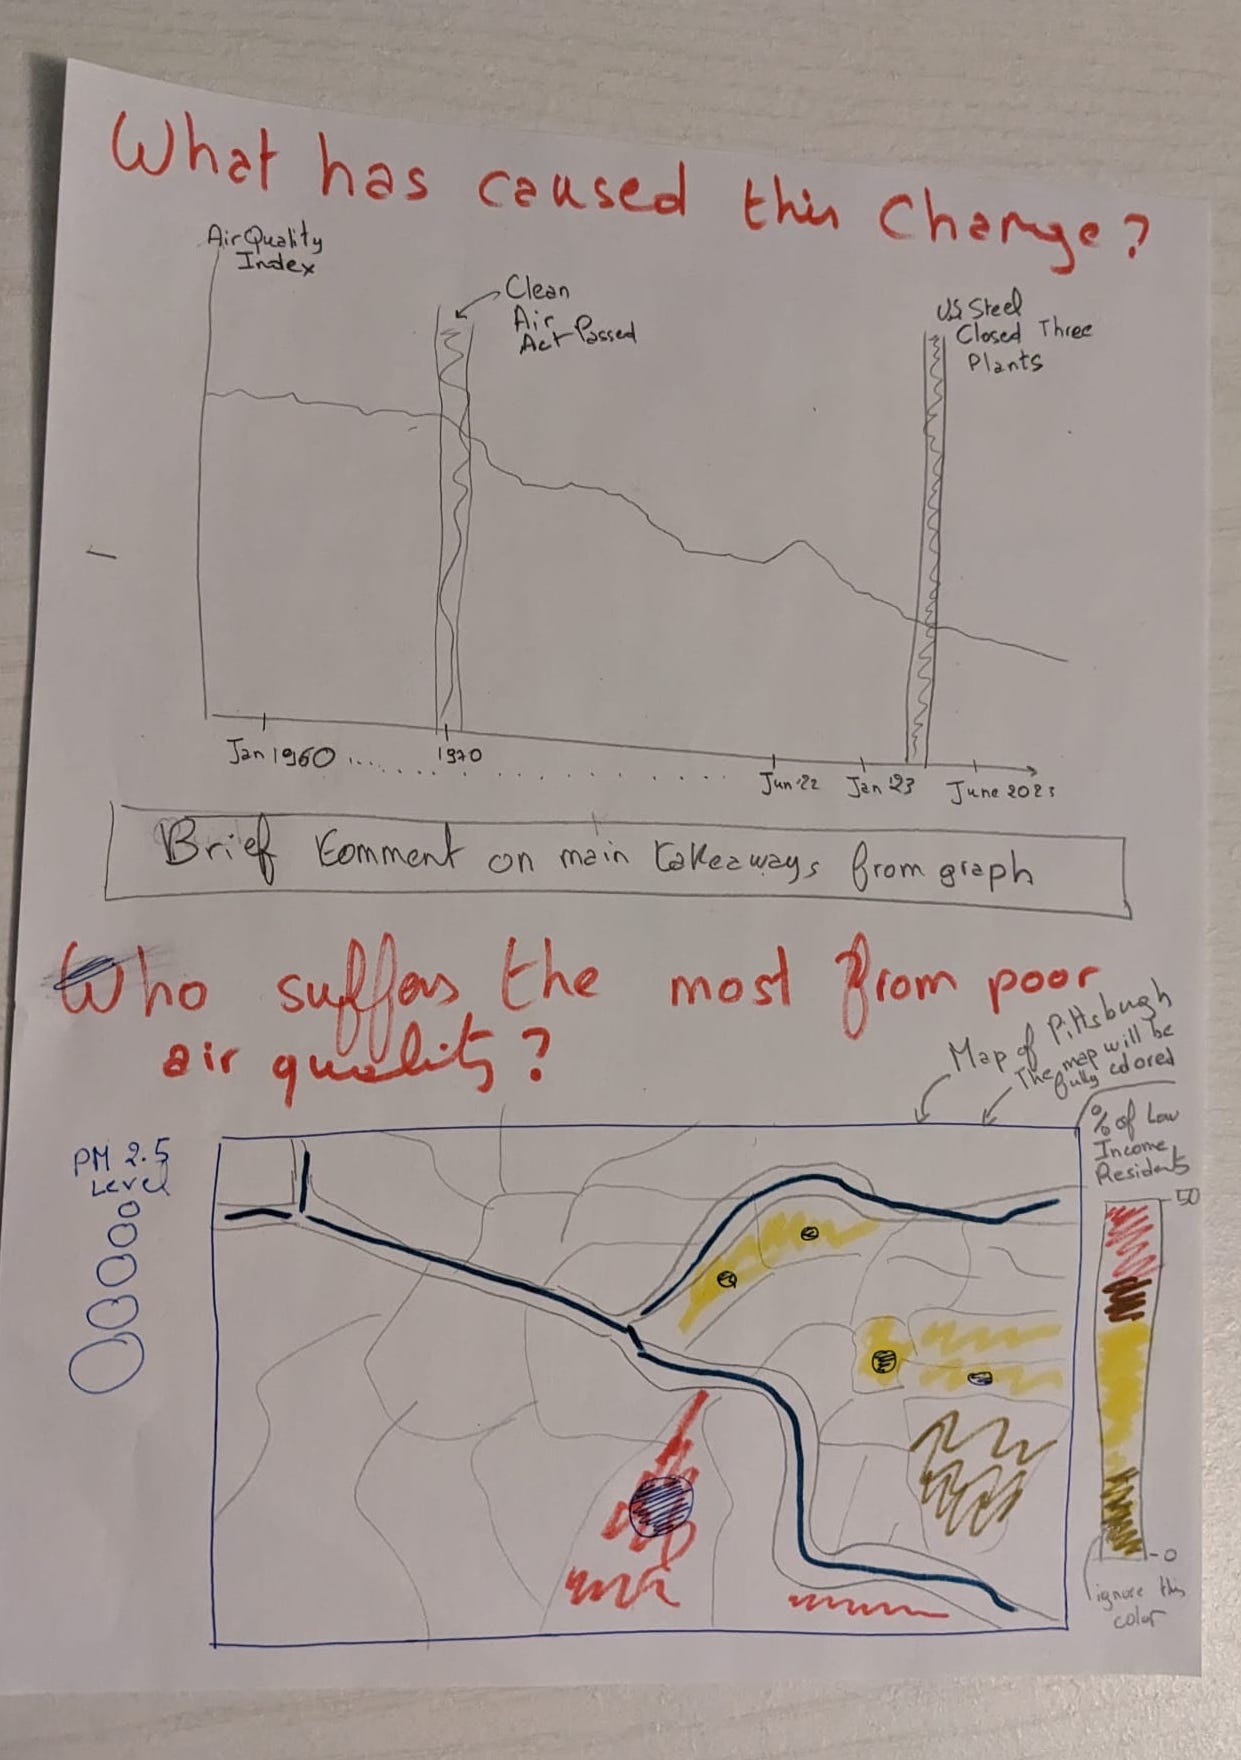 What has caused this Change?
Air Quality
Index
Clean
Air
Act Passed
US Steel
Closed Three
Plants
Jan 1960
1970
Jun '22
Jan '23
June 2023
Brief Comment on main takeaways from graph
Who suffers the most from poor
air quality?
Map of Pittsburgh
The map will be
fully colored
PM 2.5
Level
% of Low
Income
Residents
50
0
ignore this
color